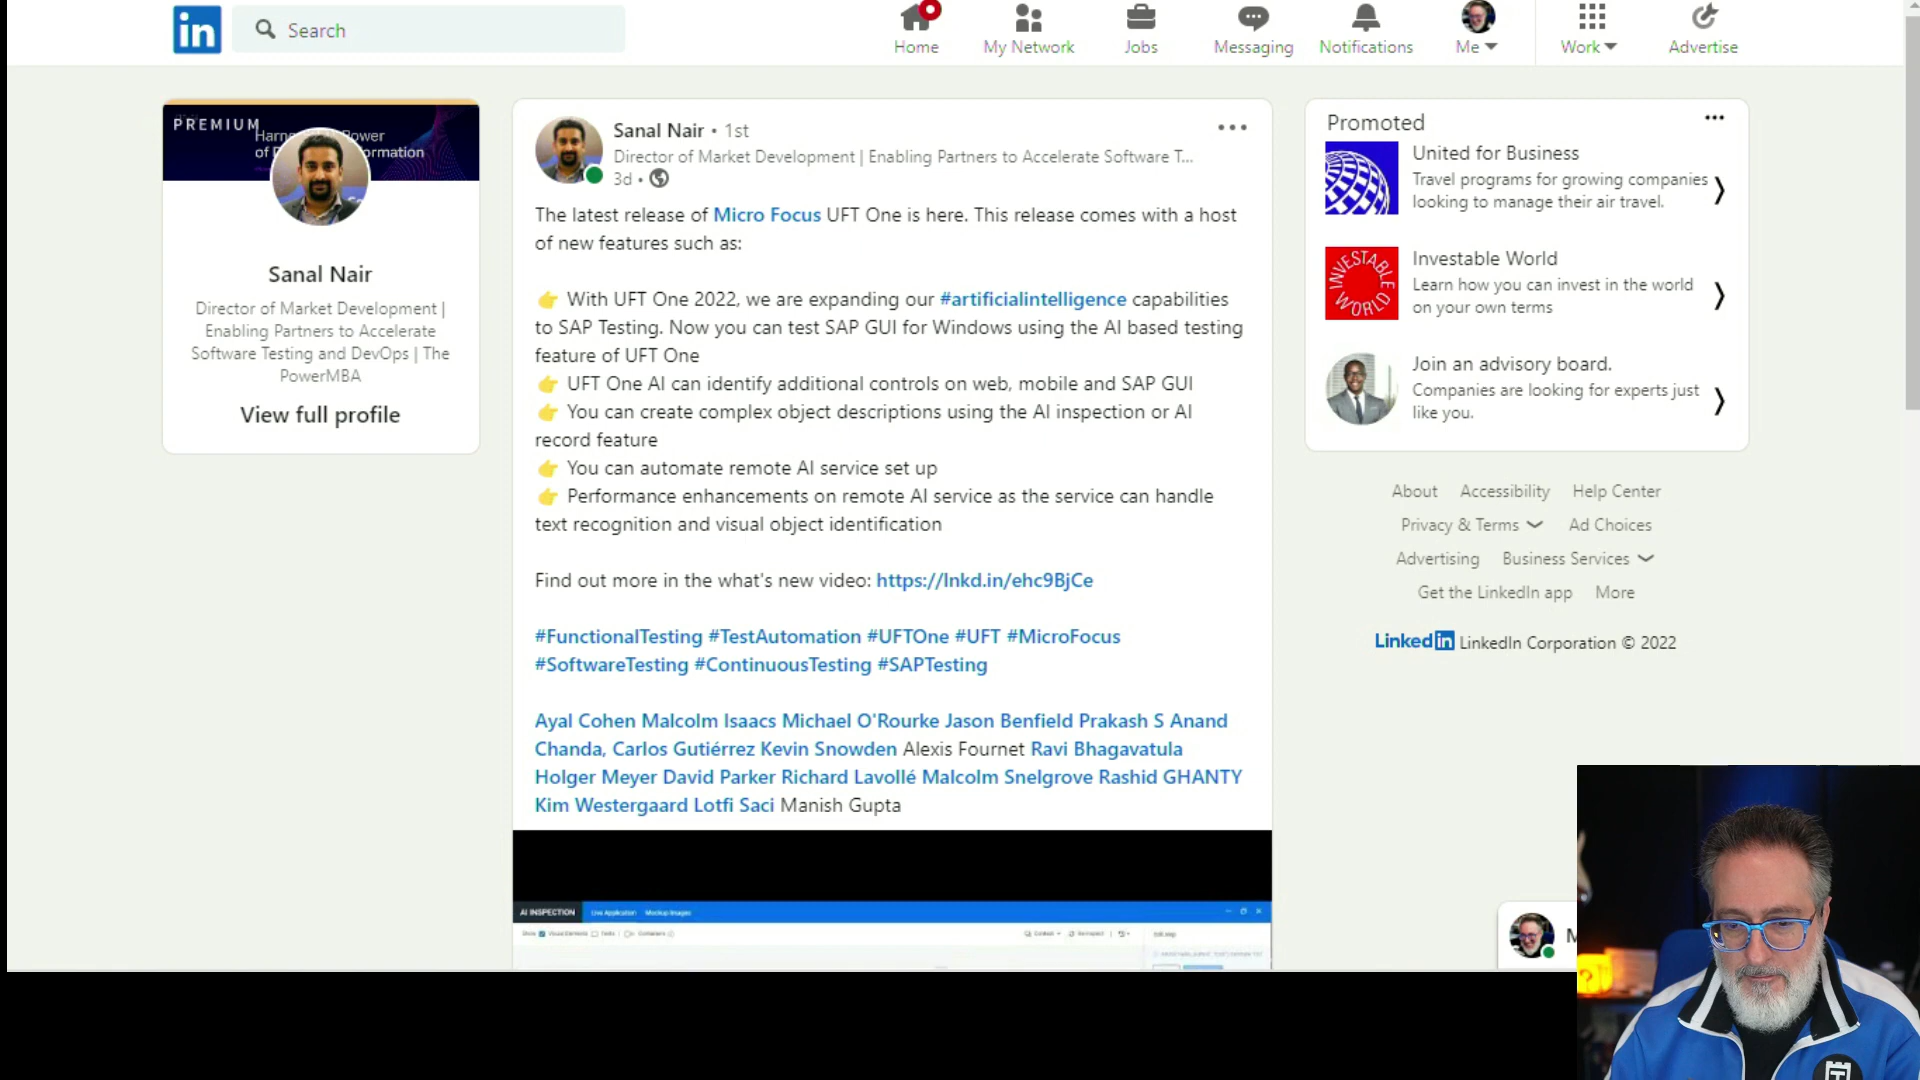 in
Search
Home
My Network
Jobs
Messaging
Notifications
Me
Work
Advertise
PREMIUM
Sanal Nair
Director of Market Development |
Enabling Partners to Accelerate
Software Testing and DevOps | The
PowerMBA
View full profile
Sanal Nair • 1st
Director of Market Development | Enabling Partners to Accelerate Software T...
3d •
The latest release of Micro Focus UFT One is here. This release comes with a host
of new features such as:
👉 With UFT One 2022, we are expanding our #artificialintelligence capabilities
to SAP Testing. Now you can test SAP GUI for Windows using the AI based testing
feature of UFT One
👉 UFT One AI can identify additional controls on web, mobile and SAP GUI
👉 You can create complex object descriptions using the AI inspection or AI
record feature
👉 You can automate remote AI service set up
👉 Performance enhancements on remote AI service as the service can handle
text recognition and visual object identification
Find out more in the what's new video: https://lnkd.in/ehc9BjCe
#FunctionalTesting #TestAutomation #UFTOne #UFT #MicroFocus
#SoftwareTesting #ContinuousTesting #SAPTesting
Ayal Cohen Malcolm Isaacs Michael O'Rourke Jason Benfield Prakash S Anand
Chanda, Carlos Gutiérrez Kevin Snowden Alexis Fournet Ravi Bhagavatula
Holger Meyer David Parker Richard Lavollé Malcolm Snelgrove Rashid GHANTY
Kim Westergaard Lotfi Saci Manish Gupta
AI INSPECTION Live Application Mockup Images
Promoted
United for Business
Travel programs for growing companies
looking to manage their air travel.
INVESTABLE WORLD
Investable World
Learn how you can invest in the world
on your own terms
Join an advisory board.
Companies are looking for experts just
like you.
About Accessibility Help Center
Privacy & Terms Ad Choices
Advertising Business Services
Get the LinkedIn app More
LinkedIn LinkedIn Corporation © 2022